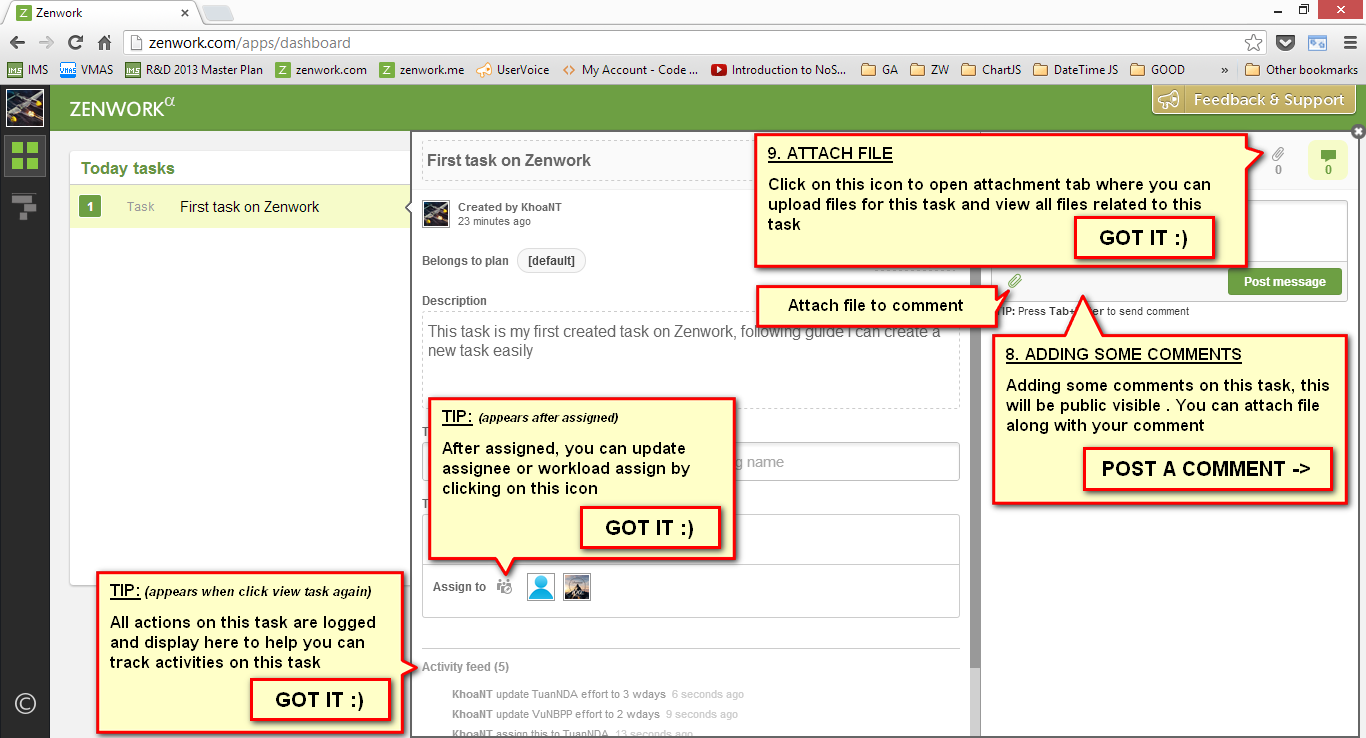 Zenwork
zenwork.com/apps/dashboard
IMS VMAS R&D 2013 Master Plan zenwork.com zenwork.me UserVoice My Account - Code ... Introduction to NoS... GA ZW ChartJS DateTime JS GOOD » Other bookmarks
ZENWORKα
Feedback & Support
Today tasks
1 Task First task on Zenwork
First task on Zenwork
Created by KhoaNT
23 minutes ago
Belongs to plan [default]
Description
This task is my first created task on Zenwork, following guide I can create a
new task easily
9. ATTACH FILE
Click on this icon to open attachment tab where you can
upload files for this task and view all files related to this
task
GOT IT :)
0
0
Attach file to comment
Post message
TIP: Press Tab+ er to send comment
8. ADDING SOME COMMENTS
Adding some comments on this task, this
will be public visible . You can attach file
along with your comment
POST A COMMENT ->
TIP: (appears after assigned)
After assigned, you can update
assignee or workload assign by
clicking on this icon
GOT IT :)
g name
Assign to
TIP: (appears when click view task again)
All actions on this task are logged
and display here to help you can
track activities on this task
GOT IT :)
Activity feed (5)
KhoaNT update TuanNDA effort to 3 wdays 6 seconds ago
KhoaNT update VuNBPP effort to 2 wdays 9 seconds ago
KhoaNT assign this to TuanNDA 13 seconds ago
©